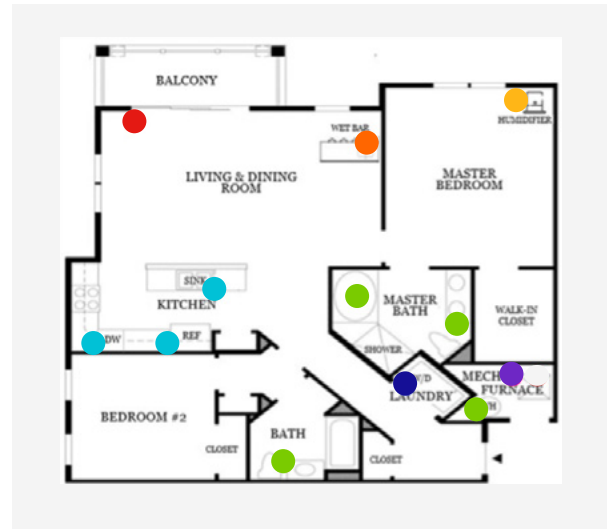 BALCONY
WET BAR
HUMIDIFIER
LIVING & DINING
ROOM
MASTER
BEDROOM
SINK
KITCHEN
MASTER
BATH
WALK-IN
CLOSET
DW
REF
SHOWER
MECH
FURNACE
LAUNDRY
BEDROOM #2
BATH
CLOSET
CLOSET